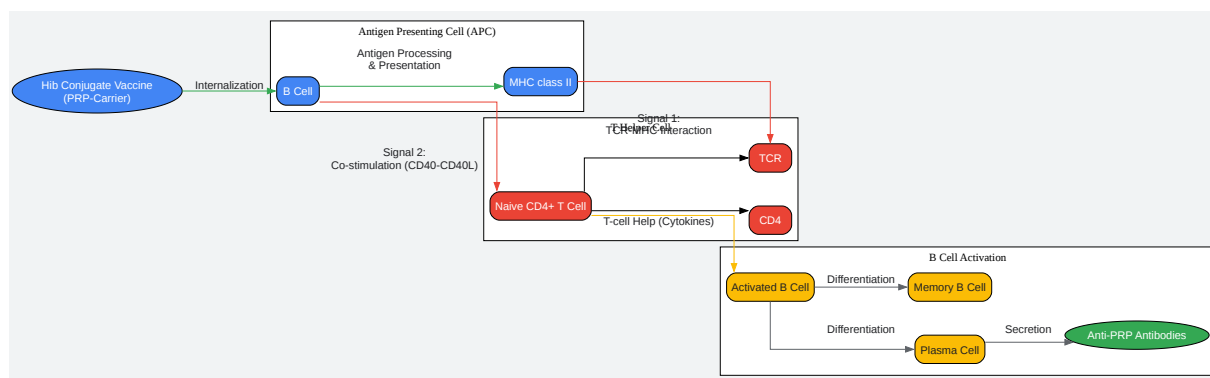 Antigen Presenting Cell (APC)
Antigen Processing
& Presentation
Hib Conjugate Vaccine
(PRP-Carrier)
Internalization
B Cell
MHC class II
Signal 1:
TCR-MHC Interaction
T Helper Cell
Signal 2:
Co-stimulation (CD40-CD40L)
TCR
Naive CD4+ T Cell
CD4
T-cell Help (Cytokines)
B Cell Activation
Activated B Cell
Differentiation
Memory B Cell
Differentiation
Plasma Cell
Secretion
Anti-PRP Antibodies